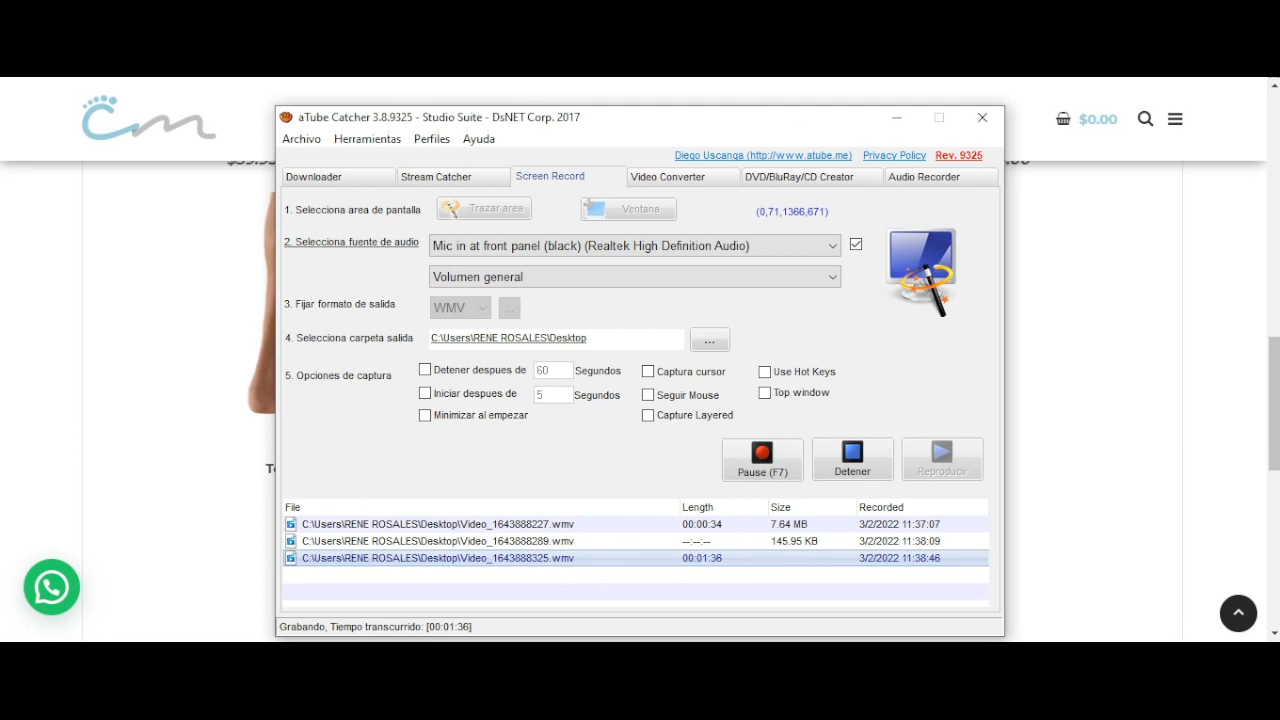 cm
$0.00
aTube Catcher 3.8.9325 - Studio Suite - DsNET Corp. 2017
Archivo Herramientas Perfiles Ayuda
Diego Uscanga (http://www.atube.me) Privacy Policy Rev. 9325
Downloader Stream Catcher Screen Record Video Converter DVD/BluRay/CD Creator Audio Recorder
1. Selecciona area de pantalla Trazar area Ventana (0,71,1366,671)
2. Selecciona fuente de audio Mic in at front panel (black) (Realtek High Definition Audio)
Volumen general
3. Fijar formato de salida WMV ...
4. Selecciona carpeta salida C:\Users\RENE ROSALES\Desktop ...
5. Opciones de captura
Detener despues de 60 Segundos Captura cursor Use Hot Keys
Iniciar despues de 5 Segundos Seguir Mouse Top window
Minimizar al empezar Capture Layered
Pause (F7) Detener Reproducir
File Length Size Recorded
C:\Users\RENE ROSALES\Desktop\Video_1643888227.wmv 00:00:34 7.64 MB 3/2/2022 11:37:07
C:\Users\RENE ROSALES\Desktop\Video_1643888289.wmv --:--:-- 145.95 KB 3/2/2022 11:38:09
C:\Users\RENE ROSALES\Desktop\Video_1643888325.wmv 00:01:36 3/2/2022 11:38:46
Grabando, Tiempo transcurrido: [00:01:36]